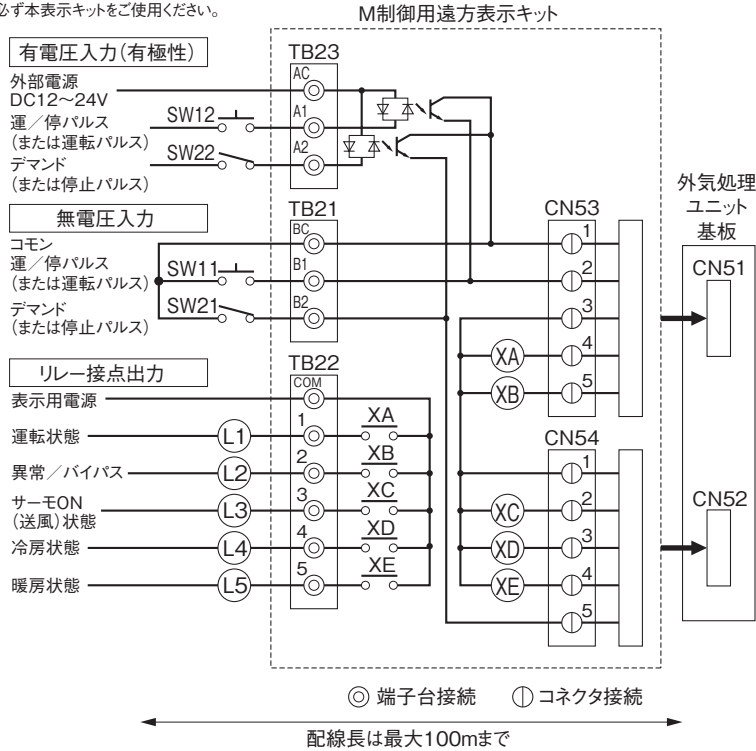 必ず本表示キットをご使用ください。
M制御用遠方表示キット
有電圧入力(有極性)
TB23
外部電源
DC12～24V
AC
運／停パルス
(または運転パルス)
SW12
A1
デマンド
(または停止パルス)
SW22
A2
無電圧入力
TB21
CN53
外気処理
ユニット
基板
コモン
BC
1
運／停パルス
(または運転パルス)
SW11
B1
2
CN51
デマンド
(または停止パルス)
SW21
B2
3
XA
4
XB
5
リレー接点出力
TB22
表示用電源
COM
運転状態
L1
1
XA
CN54
異常／バイパス
L2
2
XB
1
サーモON
(送風)状態
L3
3
XC
XC
2
CN52
冷房状態
L4
4
XD
XD
3
暖房状態
L5
5
XE
XE
4
5
端子台接続
コネクタ接続
配線長は最大100mまで